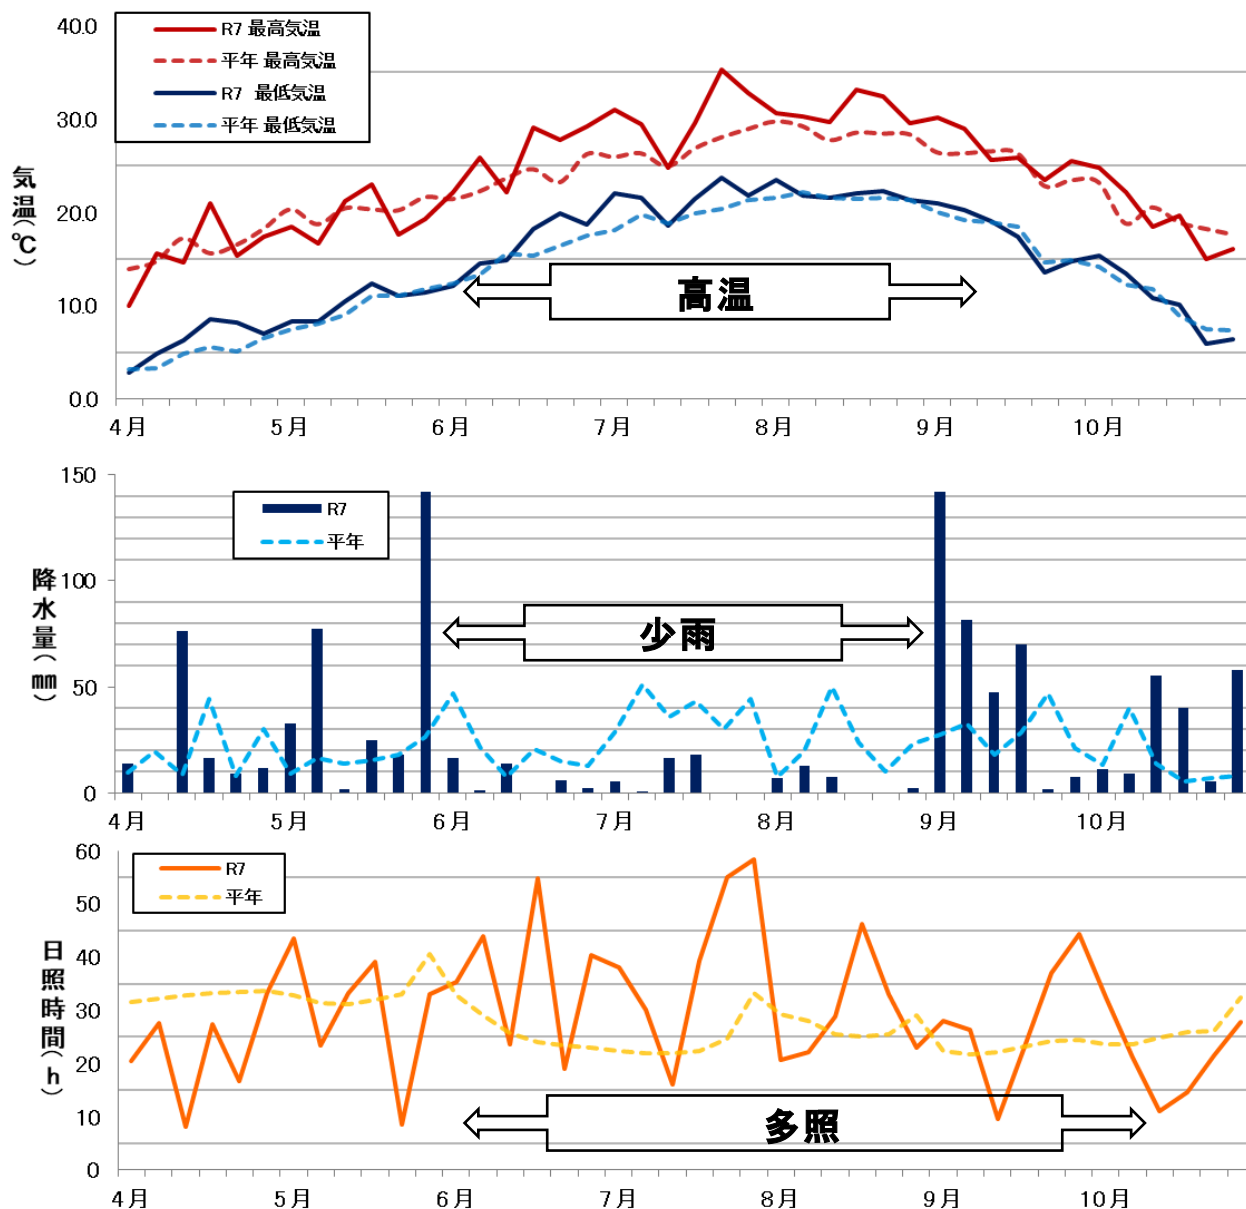 40.0
R7 最高気温
平年 最高気温
R7 最低気温
平年 最低気温
30.0
20.0
10.0
0.0
気温(℃)
高温
4月 5月 6月 7月 8月 9月 10月
150
R7
平年
100
50
0
降水量(㎜)
少雨
4月 5月 6月 7月 8月 9月 10月
60
R7
平年
50
40
30
20
10
0
日照時間(h)
多照
4月 5月 6月 7月 8月 9月 10月